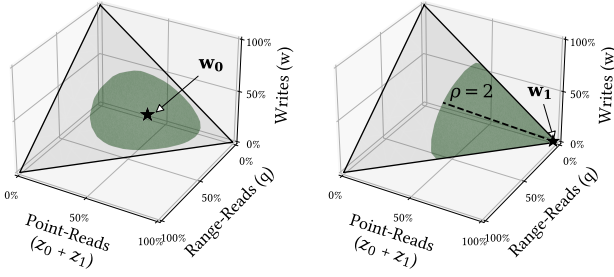 100%
50%
0%
0%
50%
100%
0%
50%
100%
w₀
Writes (w)
Range-Reads (q)
Point-Reads
(z₀ + z₁)
100%
50%
0%
0%
50%
100%
0%
50%
100%
ρ = 2
w₁
Writes (w)
Range-Reads (q)
Point-Reads
(z₀ + z₁)